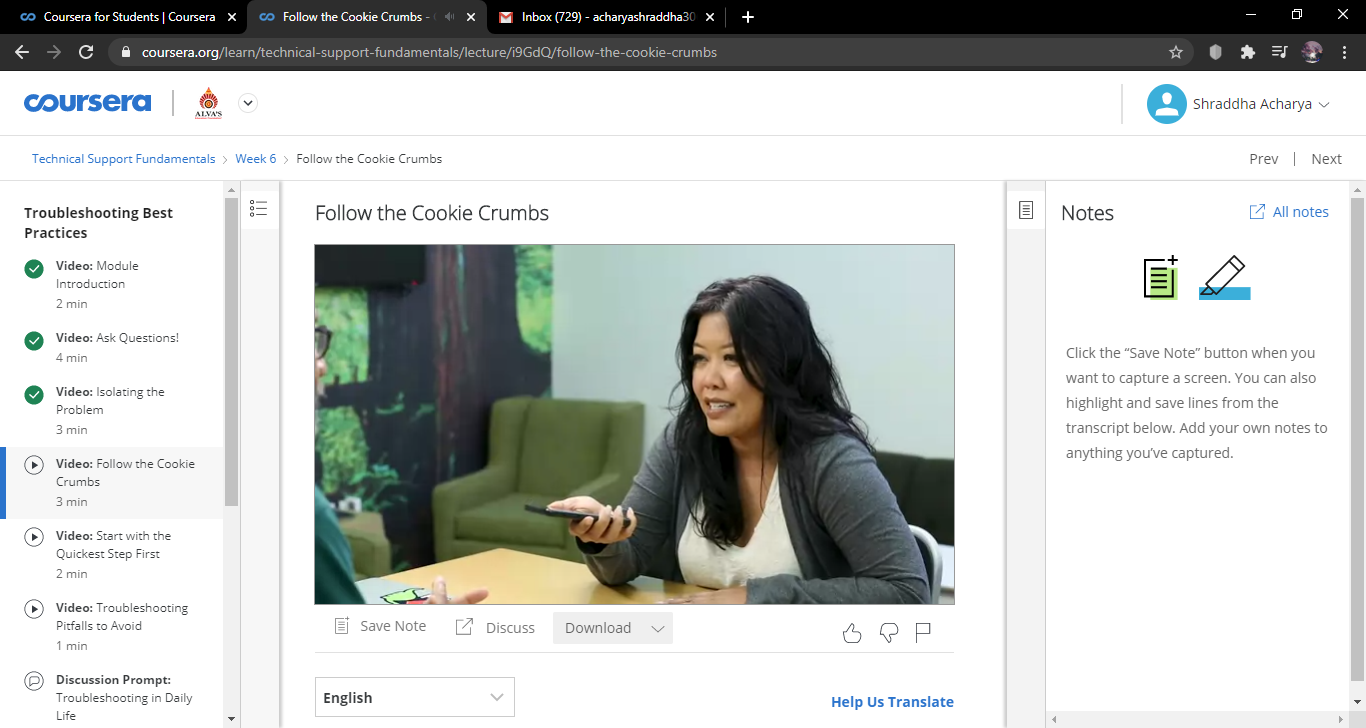 Coursera for Students | Coursera
Follow the Cookie Crumbs -
Inbox (729) - acharyashraddha30
coursera.org/learn/technical-support-fundamentals/lecture/i9GdQ/follow-the-cookie-crumbs
coursera
ALVA'S
Shraddha Acharya
Technical Support Fundamentals
Week 6
Follow the Cookie Crumbs
Prev | Next
Troubleshooting Best
Practices
Video: Module
Introduction
2 min
Video: Ask Questions!
4 min
Video: Isolating the
Problem
3 min
Video: Follow the Cookie
Crumbs
3 min
Video: Start with the
Quickest Step First
2 min
Video: Troubleshooting
Pitfalls to Avoid
1 min
Discussion Prompt:
Troubleshooting in Daily
Life
Follow the Cookie Crumbs
Save Note
Discuss
Download
English
Help Us Translate
Notes
All notes
Click the “Save Note” button when you
want to capture a screen. You can also
highlight and save lines from the
transcript below. Add your own notes to
anything you’ve captured.